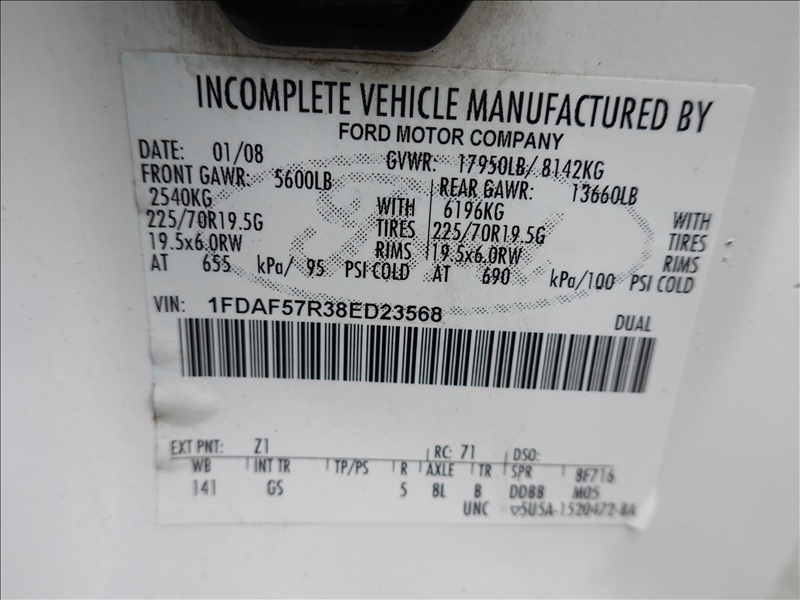 INCOMPLETE VEHICLE MANUFACTURED BY
FORD MOTOR COMPANY
DATE: 01/08 GVWR: 17950LB/ 8142KG
FRONT GAWR: 5600LB REAR GAWR: 13660LB
2540KG WITH 6196KG WITH
225/70R19.5G TIRES 225/70R19.5G TIRES
19.5x6.0RW RIMS 19.5x6.0RW RIMS
AT 655 kPa/ 95 PSI COLD AT 690 kPa/100 PSI COLD
VIN: 1FDAF57R38ED23568
DUAL
EXT PNT: Z1 RC: 71 DSO:
WB INT TR TP/PS R AXLE TR SPR 8F716
141 GS 5 8L B DDBB M05
UNC ▽5U5A-1520472-BA